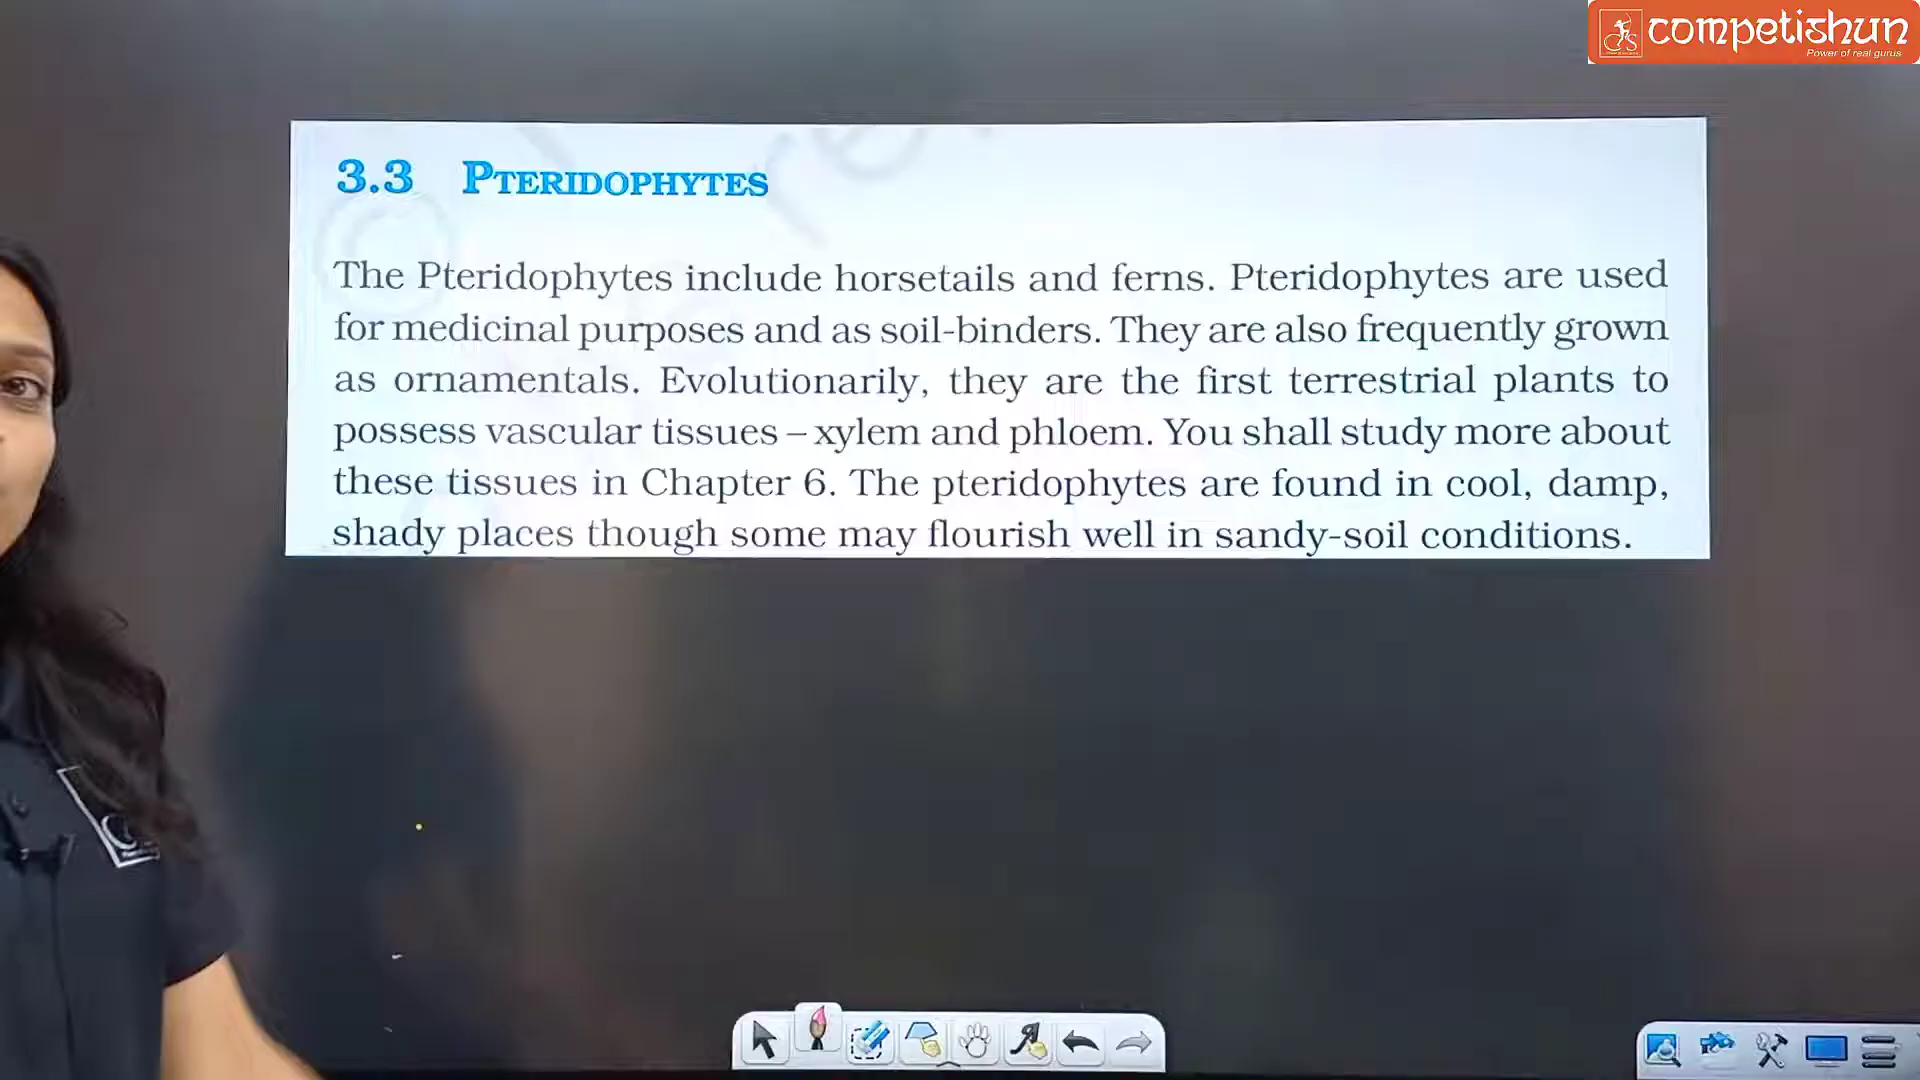 competishun
Power of real gurus
3.3 PTERIDOPHYTES
The Pteridophytes include horsetails and ferns. Pteridophytes are used
for medicinal purposes and as soil-binders. They are also frequently grown
as ornamentals. Evolutionarily, they are the first terrestrial plants to
possess vascular tissues – xylem and phloem. You shall study more about
these tissues in Chapter 6. The pteridophytes are found in cool, damp,
shady places though some may flourish well in sandy-soil conditions.